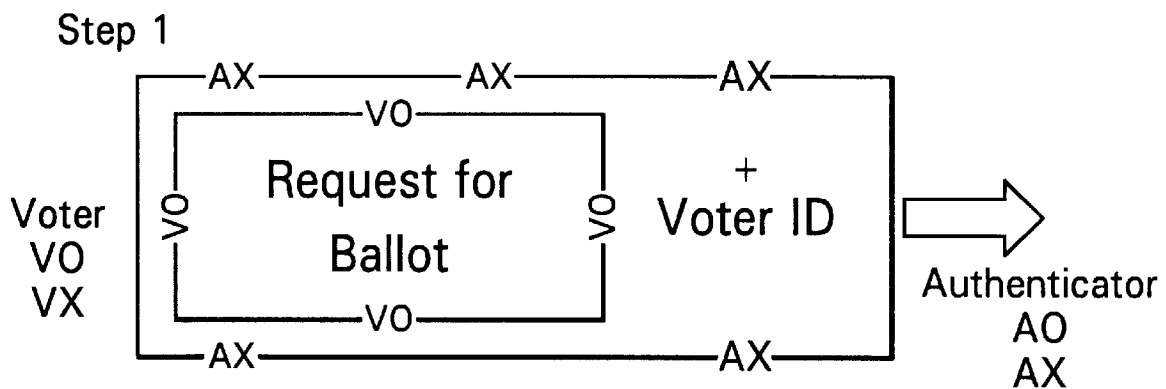 Step 1
AX AX AX
VO
Request for
+
VO VO
Voter ID
Voter
VO
VX
Ballot
Authenticator
AO
AX
VO
AX AX